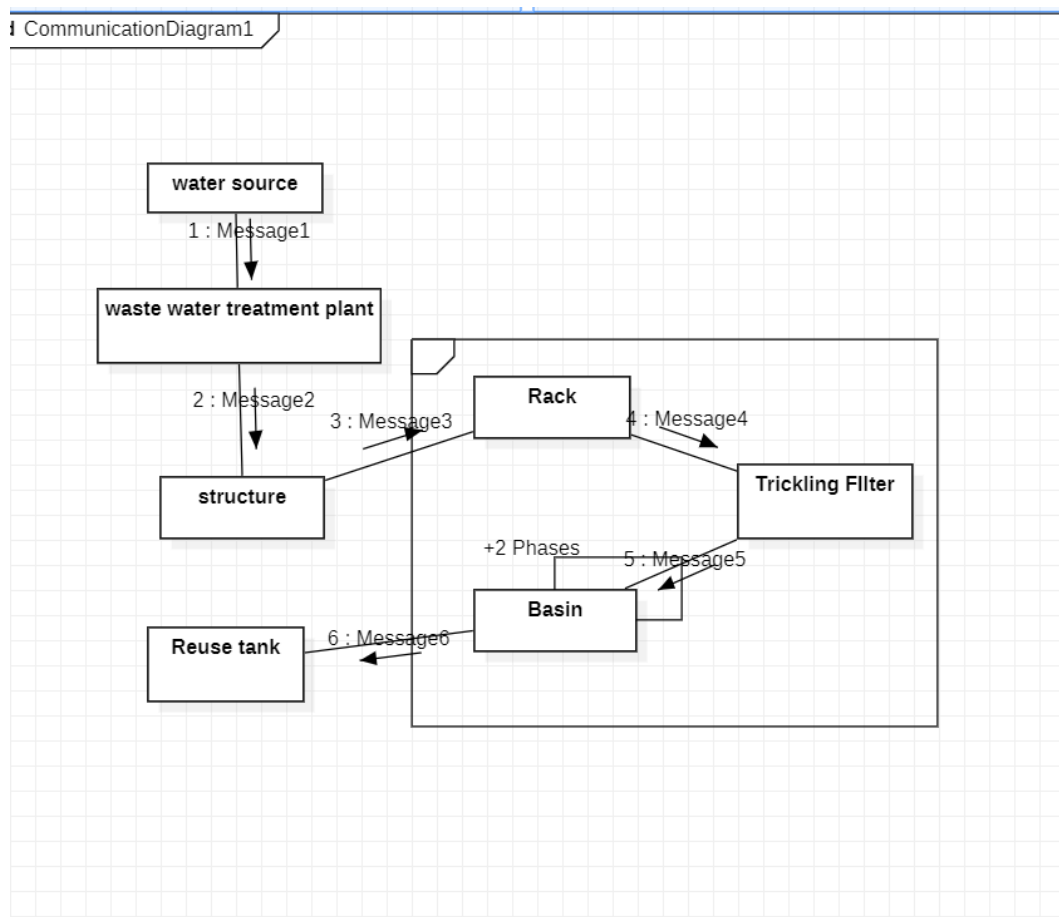 CommunicationDiagram1
water source
1 : Message1
waste water treatment plant
2 : Message2
3 : Message3
Rack
4 : Message4
structure
Trickling FIlter
+2 Phases
5 : Message5
Basin
6 : Message6
Reuse tank